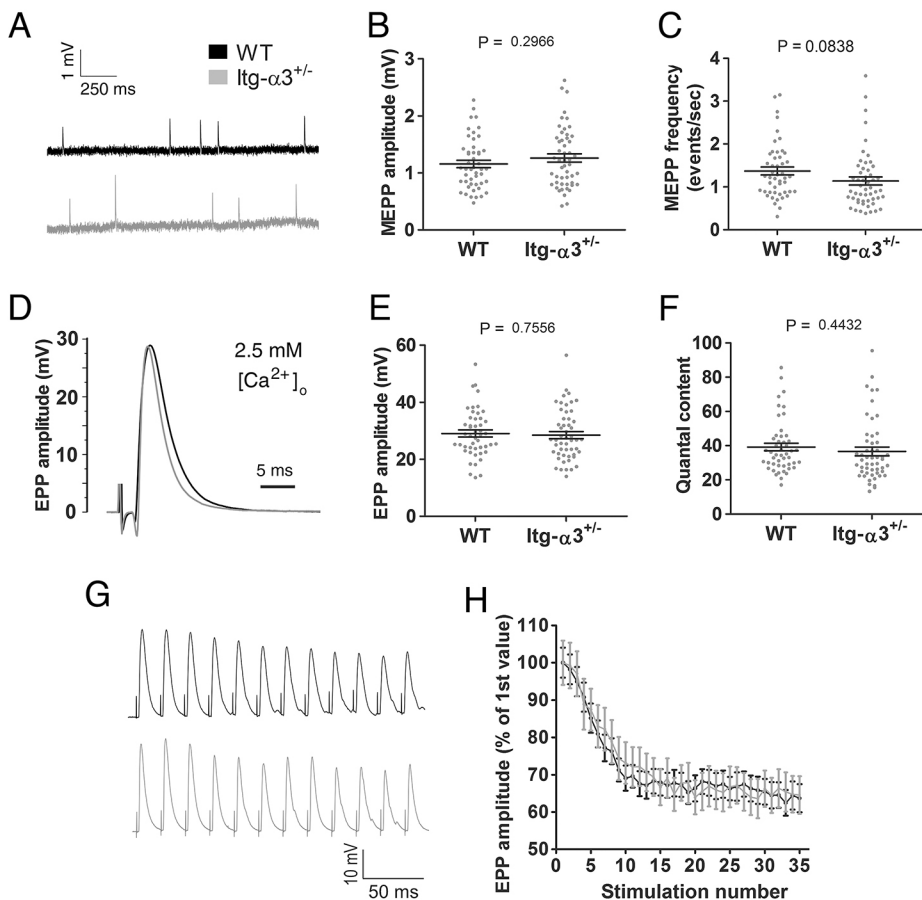 A
1 mV
250 ms
WT
Itg-α3+/-
B
P = 0.2966
MEPP amplitude (mV)
3
2
1
0
WT Itg-α3+/-
C
P = 0.0838
MEPP frequency
(events/sec)
4
3
2
1
0
WT Itg-α3+/-
D
EPP amplitude (mV)
30
20
10
0
2.5 mM
[Ca2+]o
5 ms
E
P = 0.7556
EPP amplitude (mV)
60
40
20
0
WT Itg-α3+/-
F
P = 0.4432
Quantal content
100
80
60
40
20
0
WT Itg-α3+/-
G
10 mV
50 ms
H
EPP amplitude (% of 1st value)
110
100
90
80
70
60
50
0 5 10 15 20 25 30 35
Stimulation number